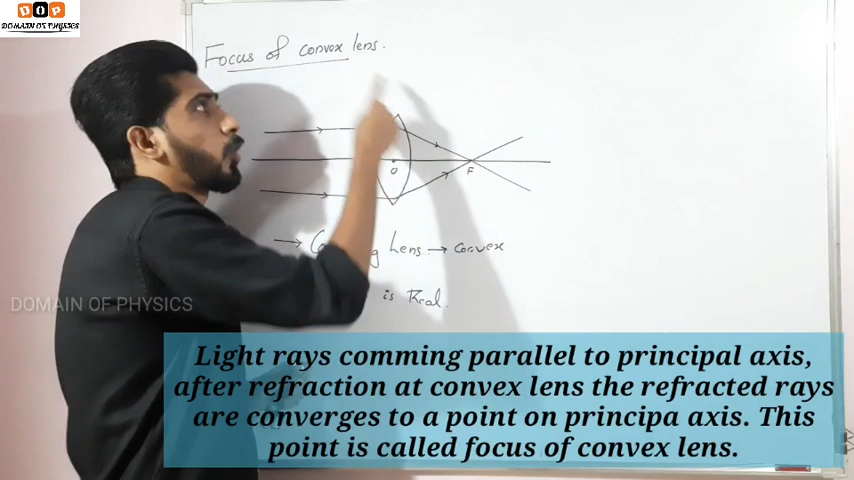 DOP
DOMAIN OF PHYSICS
Focus of convex lens.
O
F
→ Lens → convex
is Real.
DOMAIN OF PHYSICS
Light rays comming parallel to principal axis,
after refraction at convex lens the refracted rays
are converges to a point on principa axis. This
point is called focus of convex lens.